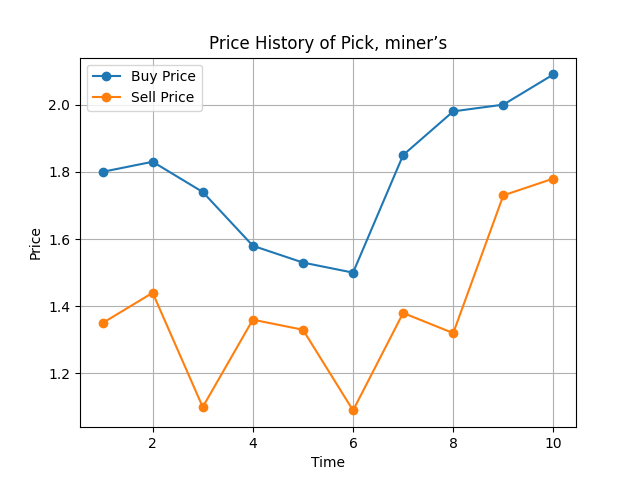 Price History of Pick, miner’s
Buy Price
Sell Price
Price
2.0
1.8
1.6
1.4
1.2
2 4 6 8 10
Time